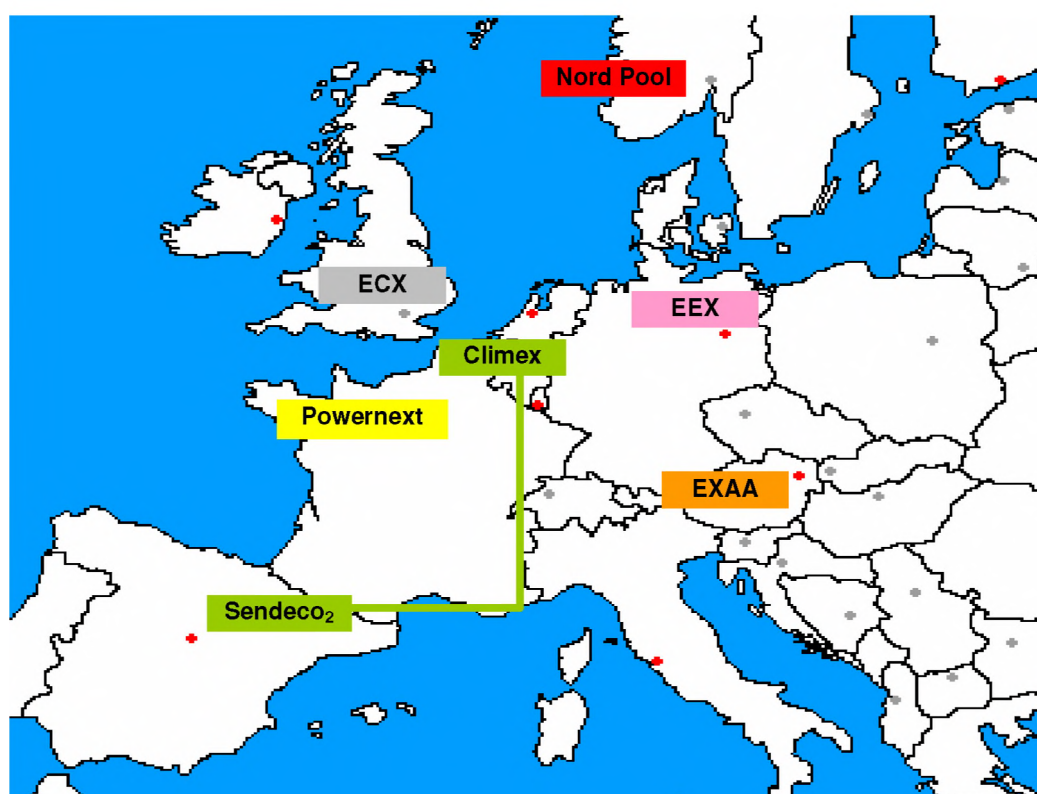 Nord Pool
ECX
EEX
Climex
Powernext
EXAA
Sendeco₂